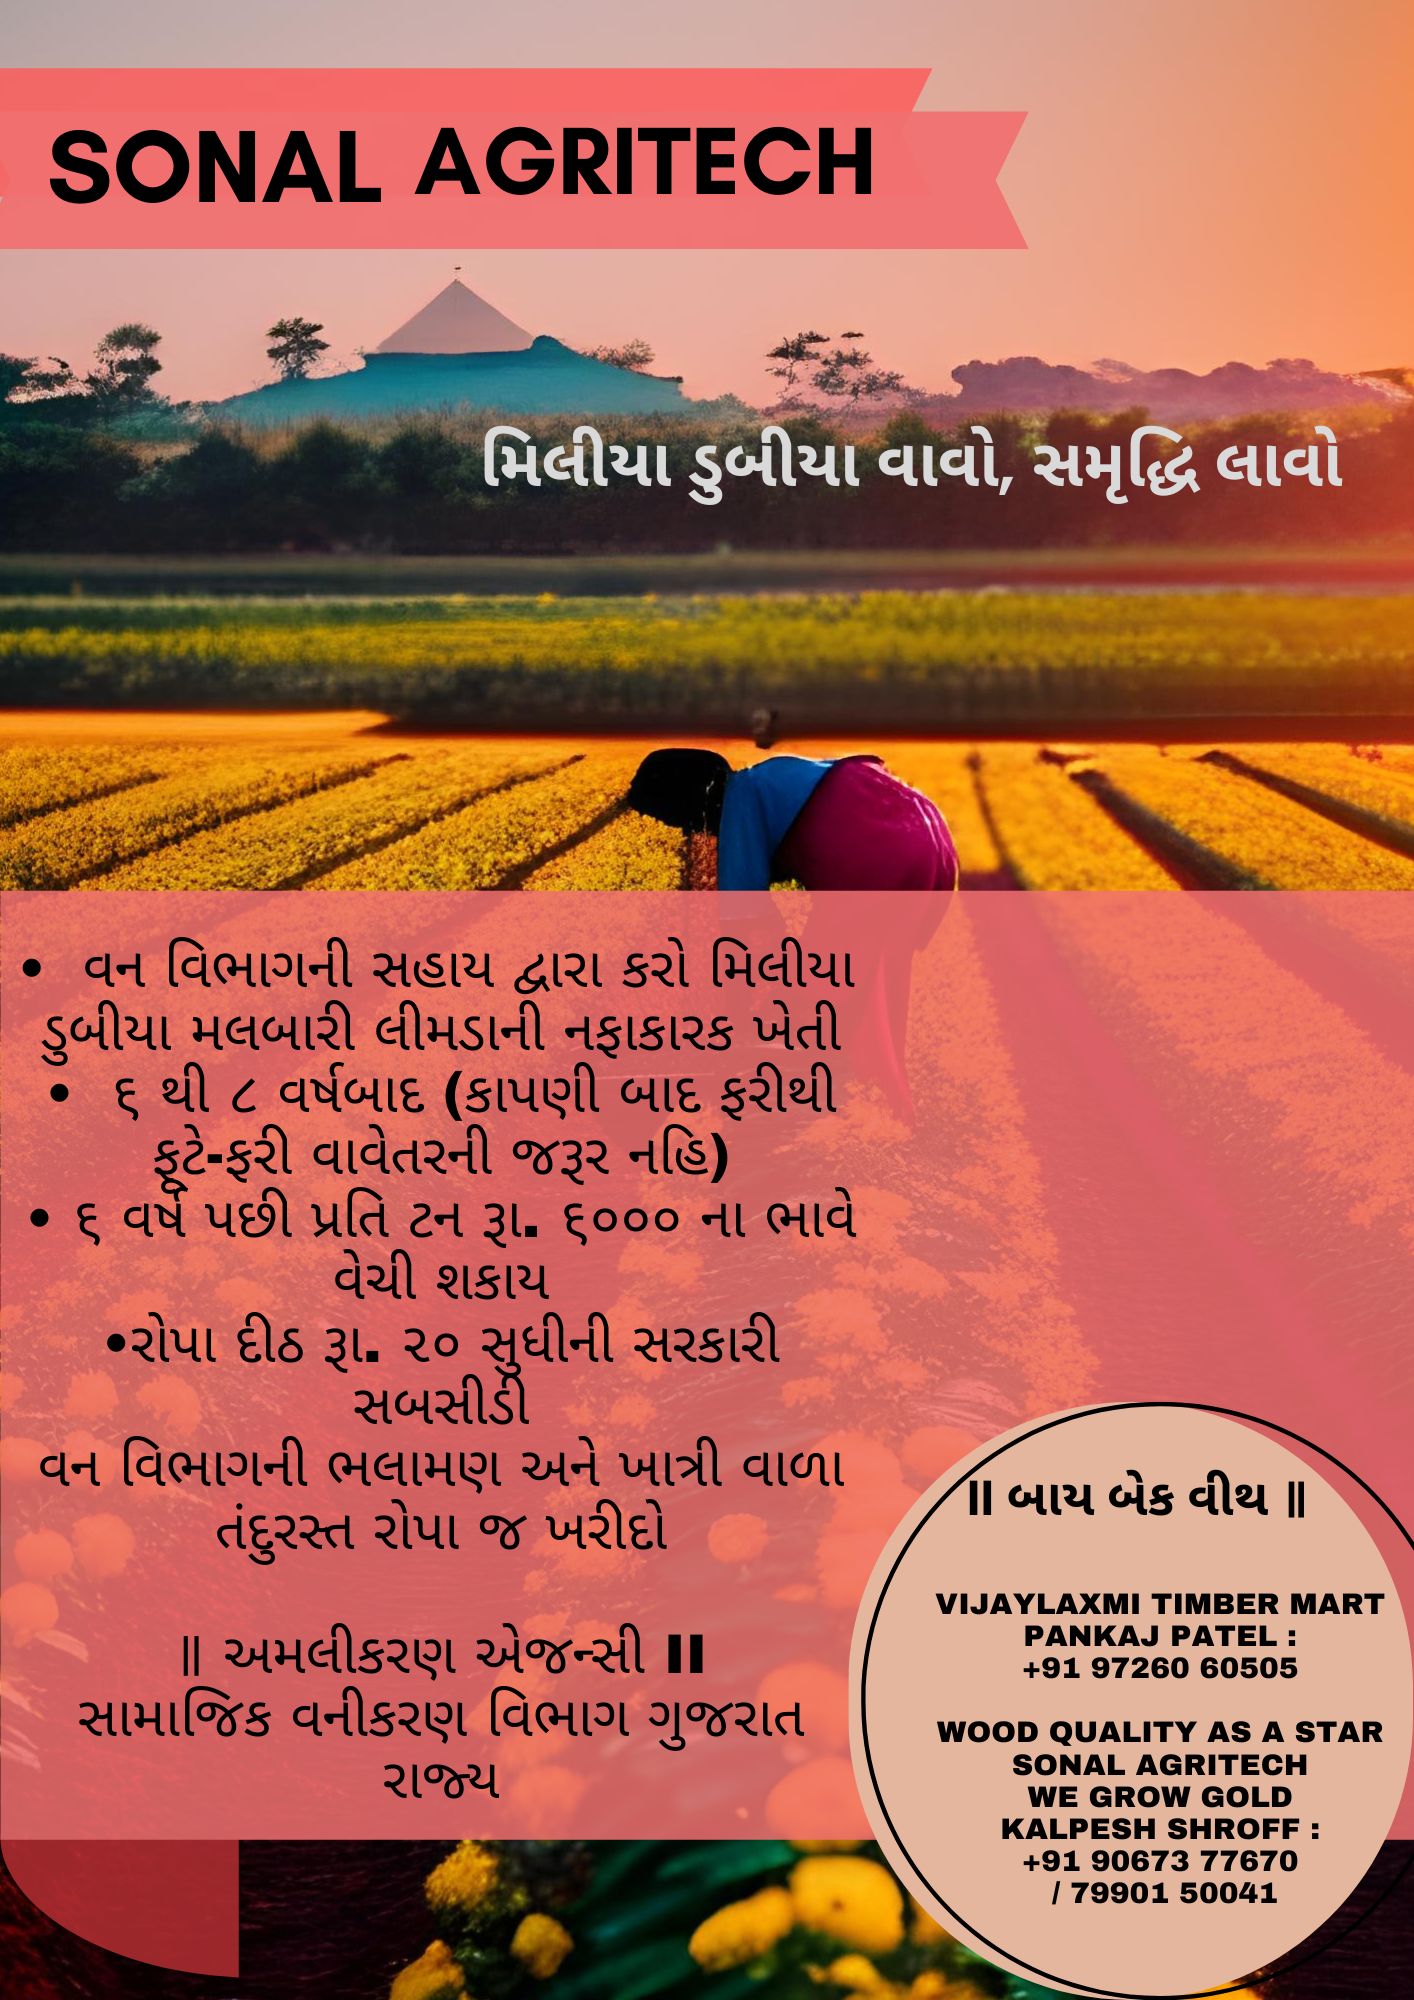 SONAL AGRITECH
મિલીયા ડુબીયા વાવો, સમૃદ્ધિ લાવો
• વન વિભાગની સહાય દ્વારા કરો મિલીયા
ડુબીયા મલબારી લીમડાની નફાકારક ખેતી
• ૬ થી ૮ વર્ષબાદ (કાપણી બાદ ફરીથી
ફૂટે-ફરી વાવેતરની જરૂર નહિ)
• ૬ વર્ષ પછી પ્રતિ ટન રૂા. ૬૦૦૦ ના ભાવે
વેચી શકાય
•રોપા દીઠ રૂા. ૨૦ સુધીની સરકારી
સબસીડી
વન વિભાગની ભલામણ અને ખાત્રી વાળા
તંદુરસ્ત રોપા જ ખરીદો
॥ અમલીકરણ એજન્સી II
સામાજિક વનીકરણ વિભાગ ગુજરાત
રાજ્ય
II બાય બેક વીથ ॥
VIJAYLAXMI TIMBER MART
PANKAJ PATEL :
+91 97260 60505
WOOD QUALITY AS A STAR
SONAL AGRITECH
WE GROW GOLD
KALPESH SHROFF :
+91 90673 77670
/ 79901 50041